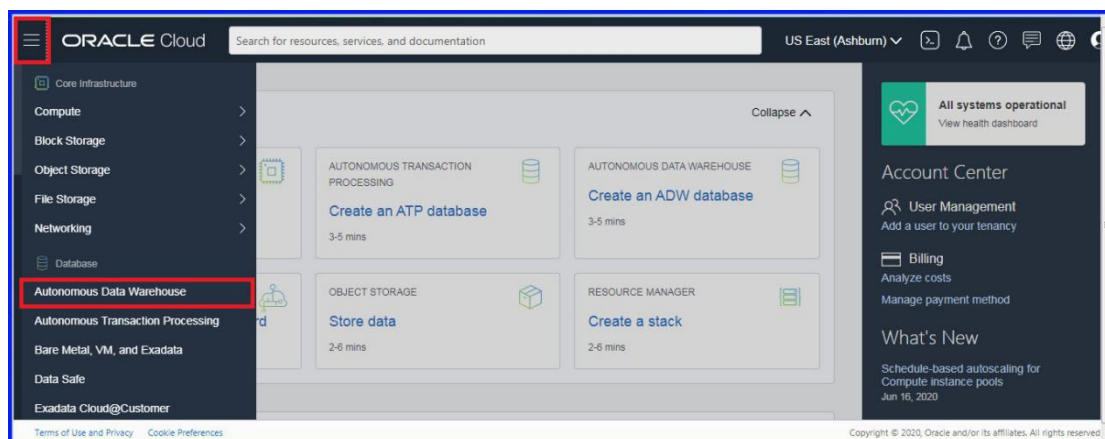 ORACLE Cloud
Search for resources, services, and documentation
US East (Ashburn)
Core Infrastructure
Compute
Block Storage
Object Storage
File Storage
Networking
Database
Autonomous Data Warehouse
Autonomous Transaction Processing
Bare Metal, VM, and Exadata
Data Safe
Exadata Cloud@Customer
Collapse
AUTONOMOUS TRANSACTION
PROCESSING
Create an ATP database
3-5 mins
AUTONOMOUS DATA WAREHOUSE
Create an ADW database
3-5 mins
rd
OBJECT STORAGE
Store data
2-6 mins
RESOURCE MANAGER
Create a stack
2-6 mins
All systems operational
View health dashboard
Account Center
User Management
Add a user to your tenancy
Billing
Analyze costs
Manage payment method
What's New
Schedule-based autoscaling for
Compute instance pools
Jun 16, 2020
Terms of Use and Privacy Cookie Preferences
Copyright © 2020, Oracle and/or its affiliates. All rights reserved